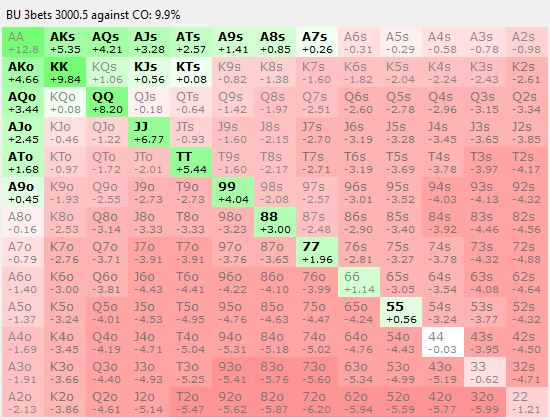 BU 3bets 3000.5 against CO: 9.9%
AA AKs AQs AJs ATs A9s A8s A7s A6s A5s A4s A3s A2s
+12.8 +5.35 +4.21 +3.28 +2.57 +1.41 +0.85 +0.26 -0.31 -0.29 -0.58 -0.78 -0.98
AKo KK KQs KJs KTs K9s K8s K7s K6s K5s K4s K3s K2s
+4.66 +9.84 +1.06 +0.56 +0.08 -0.82 -1.38 -1.60 -1.82 -2.04 -2.24 -2.43 -2.61
AQo KQo QQ QJs QTs Q9s Q8s Q7s Q6s Q5s Q4s Q3s Q2s
+3.44 +0.08 +8.20 -0.18 -0.64 -1.42 -1.97 -2.51 -2.60 -2.78 -2.96 -3.15 -3.34
AJo KJo QJo JJ JTs J9s J8s J7s J6s J5s J4s J3s J2s
+2.45 -0.46 -1.22 +6.77 -0.93 -1.60 -2.15 -2.70 -3.19 -3.28 -3.45 -3.65 -3.85
ATo KTo QTo JTo TT T9s T8s T7s T6s T5s T4s T3s T2s
+1.68 -0.97 -1.72 -2.01 +5.44 -1.60 -2.17 -2.71 -3.20 -3.69 -3.78 -3.97 -4.17
A9o K9o Q9o J9o T9o 99 98s 97s 96s 95s 94s 93s 92s
+0.45 -1.93 -2.55 -2.73 -2.73 +4.04 -2.08 -2.57 -3.01 -3.52 -4.03 -4.13 -4.32
A8o K8o Q8o J8o T8o 98o 88 87s 86s 85s 84s 83s 82s
-0.16 -2.53 -3.14 -3.33 -3.33 -3.23 +3.00 -2.48 -2.90 -3.40 -3.92 -4.46 -4.56
A7o K7o Q7o J7o T7o 97o 87o 77 76s 75s 74s 73s 72s
-0.79 -2.76 -3.71 -3.91 -3.91 -3.76 -3.65 +1.96 -2.81 -3.27 -3.78 -4.32 -4.88
A6o K6o Q6o J6o T6o 96o 86o 76o 66 65s 64s 63s 62s
-1.40 -3.00 -3.81 -4.43 -4.41 -4.22 -4.10 -3.99 +1.14 -3.05 -3.54 -4.08 -4.64
A5o K5o Q5o J5o T5o 95o 85o 75o 65o 55 54s 53s 52s
-1.37 -3.24 -4.01 -4.53 -4.95 -4.76 -4.63 -4.47 -4.24 +0.56 -3.24 -3.77 -4.32
A4o K4o Q4o J4o T4o 94o 84o 74o 64o 54o 44 43s 42s
-1.69 -3.45 -4.19 -4.71 -5.04 -5.31 -5.18 -5.02 -4.76 -4.43 -0.03 -3.95 -4.50
A3o K3o Q3o J3o T3o 93o 83o 73o 63o 53o 43o 33 32s
-1.91 -3.66 -4.40 -4.93 -5.25 -5.41 -5.76 -5.60 -5.34 -4.99 -5.19 -0.62 -4.71
A2o K2o Q2o J2o T2o 92o 82o 72o 62o 52o 42o 32o 22
-2.13 -3.86 -4.61 -5.14 -5.47 -5.62 -5.87 -6.20 -5.94 -5.59 -5.77 -5.99 -1.21